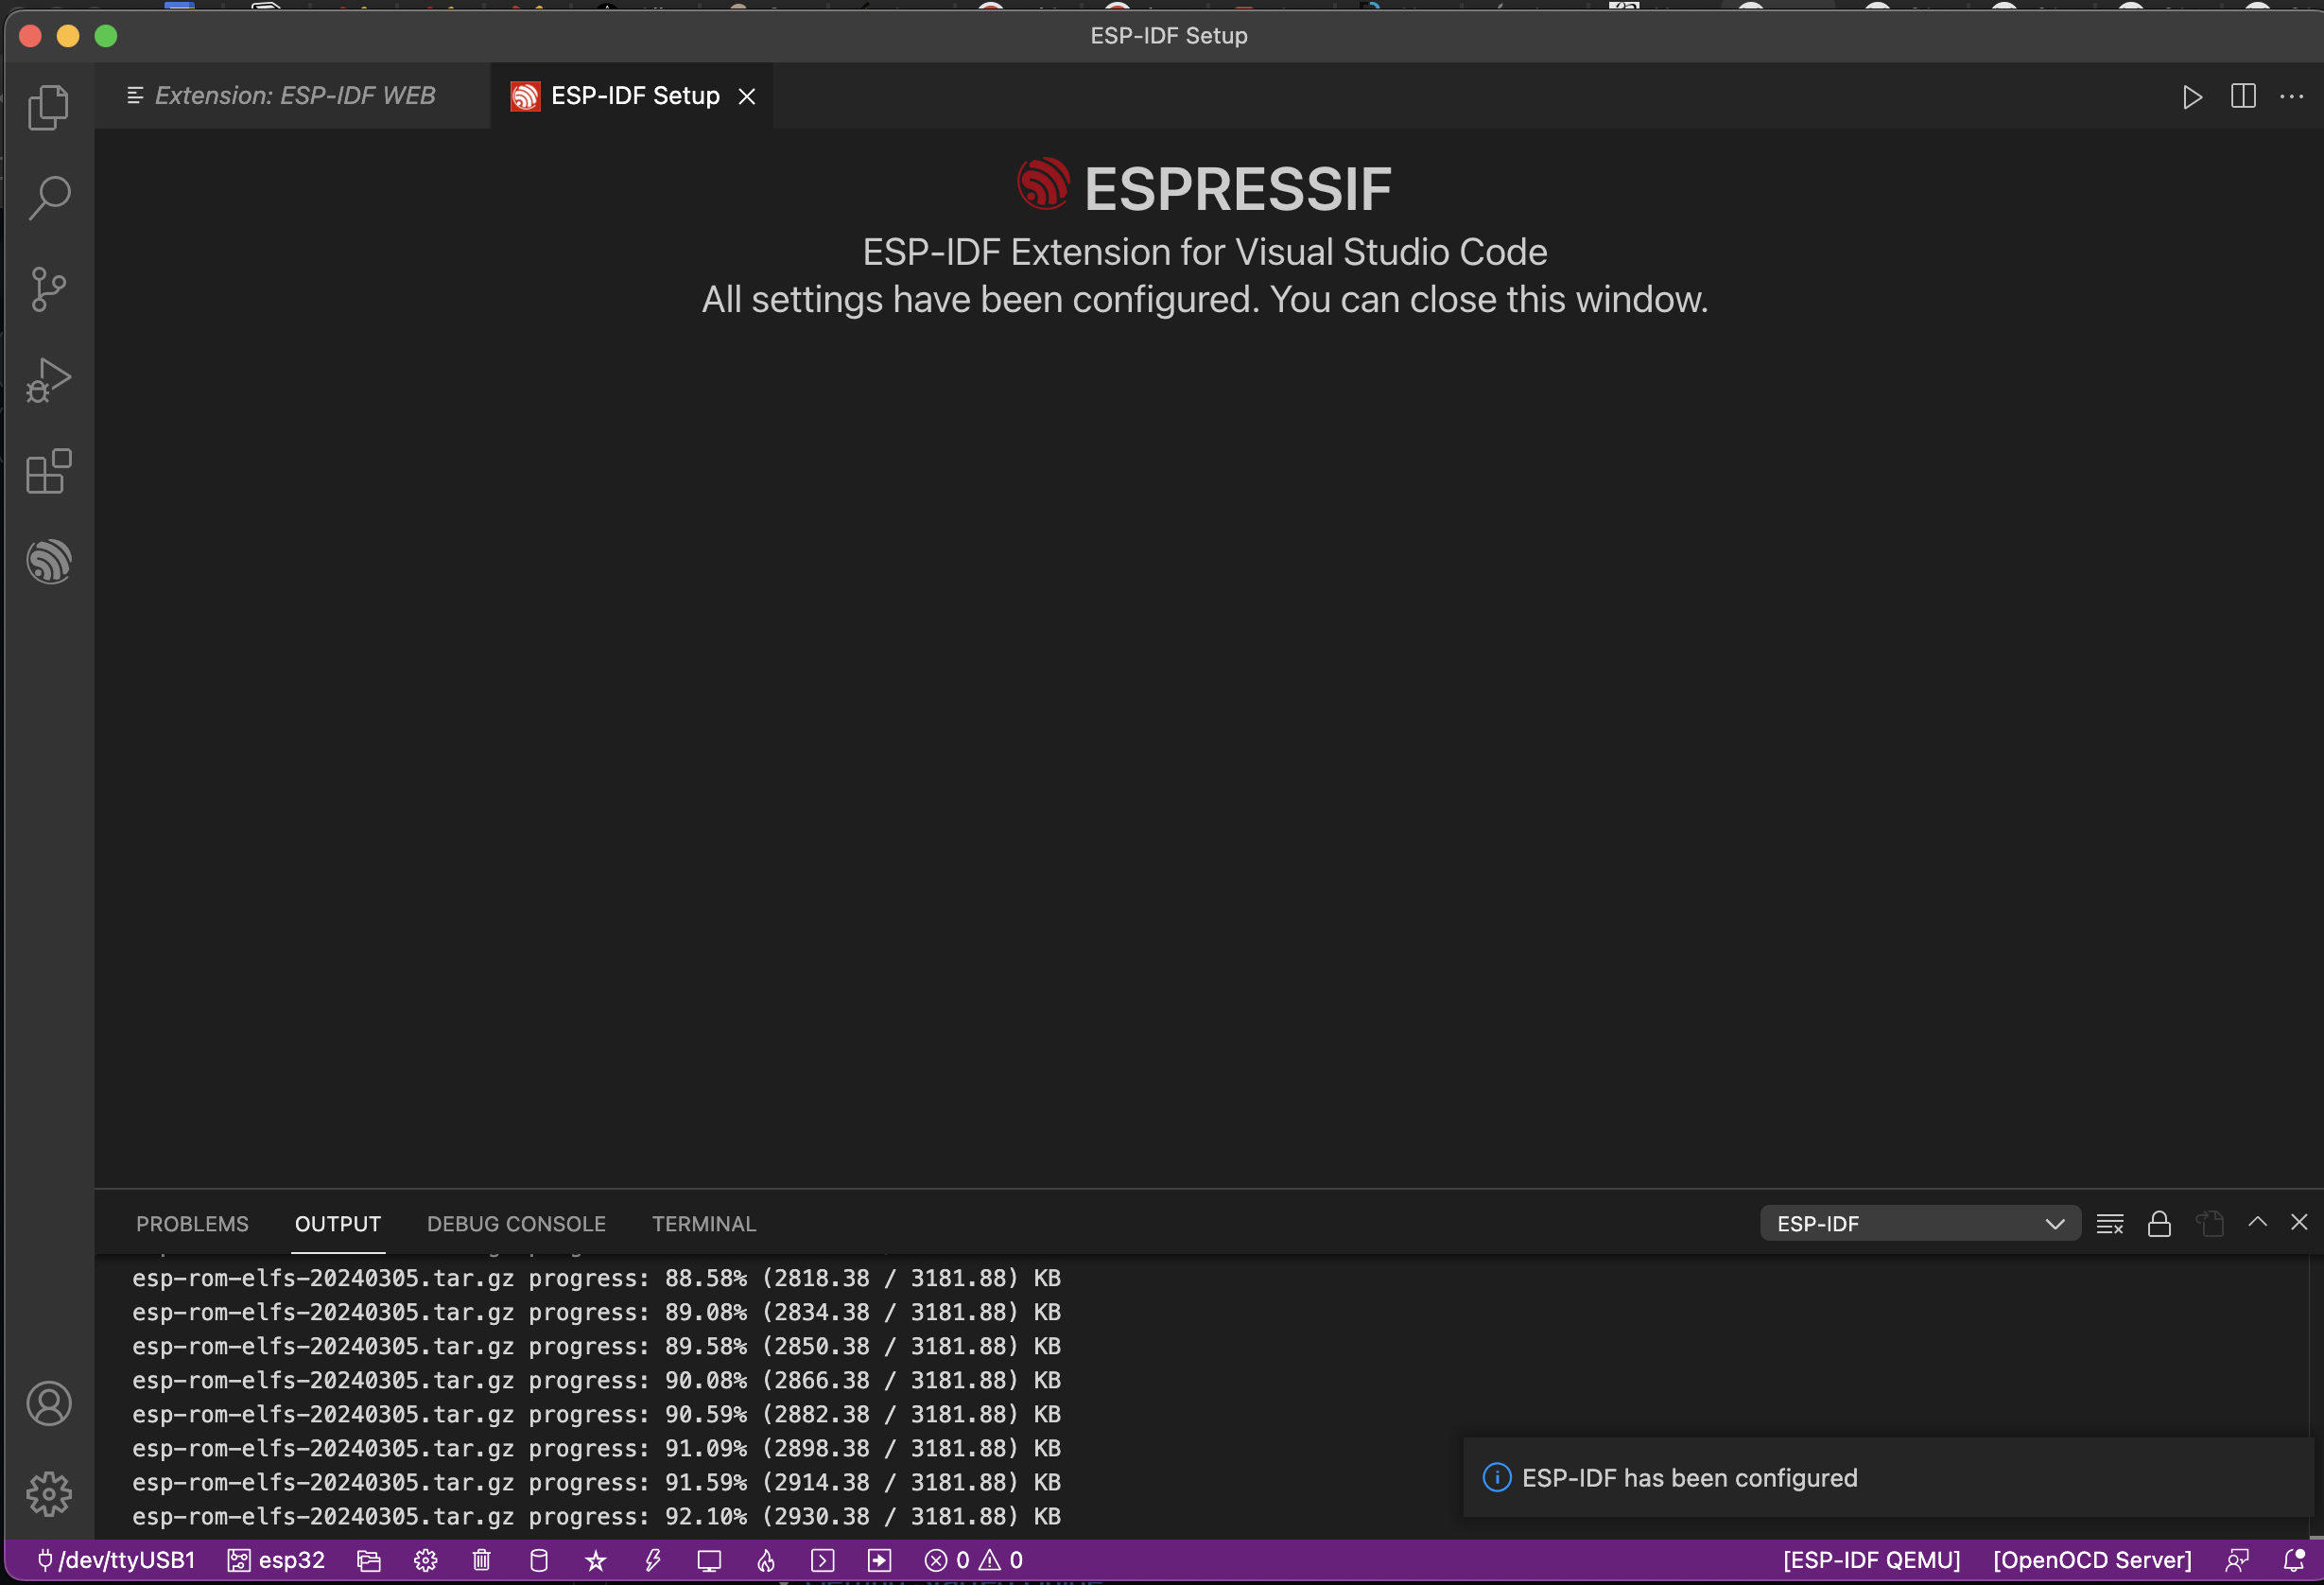 ESP-IDF Setup
Extension: ESP-IDF WEB
ESP-IDF Setup
ESPRESSIF
ESP-IDF Extension for Visual Studio Code
All settings have been configured. You can close this window.
PROBLEMS OUTPUT DEBUG CONSOLE TERMINAL ESP-IDF
esp-rom-elfs-20240305.tar.gz progress: 88.58% (2818.38 / 3181.88) KB
esp-rom-elfs-20240305.tar.gz progress: 89.08% (2834.38 / 3181.88) KB
esp-rom-elfs-20240305.tar.gz progress: 89.58% (2850.38 / 3181.88) KB
esp-rom-elfs-20240305.tar.gz progress: 90.08% (2866.38 / 3181.88) KB
esp-rom-elfs-20240305.tar.gz progress: 90.59% (2882.38 / 3181.88) KB
esp-rom-elfs-20240305.tar.gz progress: 91.09% (2898.38 / 3181.88) KB
esp-rom-elfs-20240305.tar.gz progress: 91.59% (2914.38 / 3181.88) KB
esp-rom-elfs-20240305.tar.gz progress: 92.10% (2930.38 / 3181.88) KB
ESP-IDF has been configured
/dev/ttyUSB1 esp32 0 0 [ESP-IDF QEMU] [OpenOCD Server]